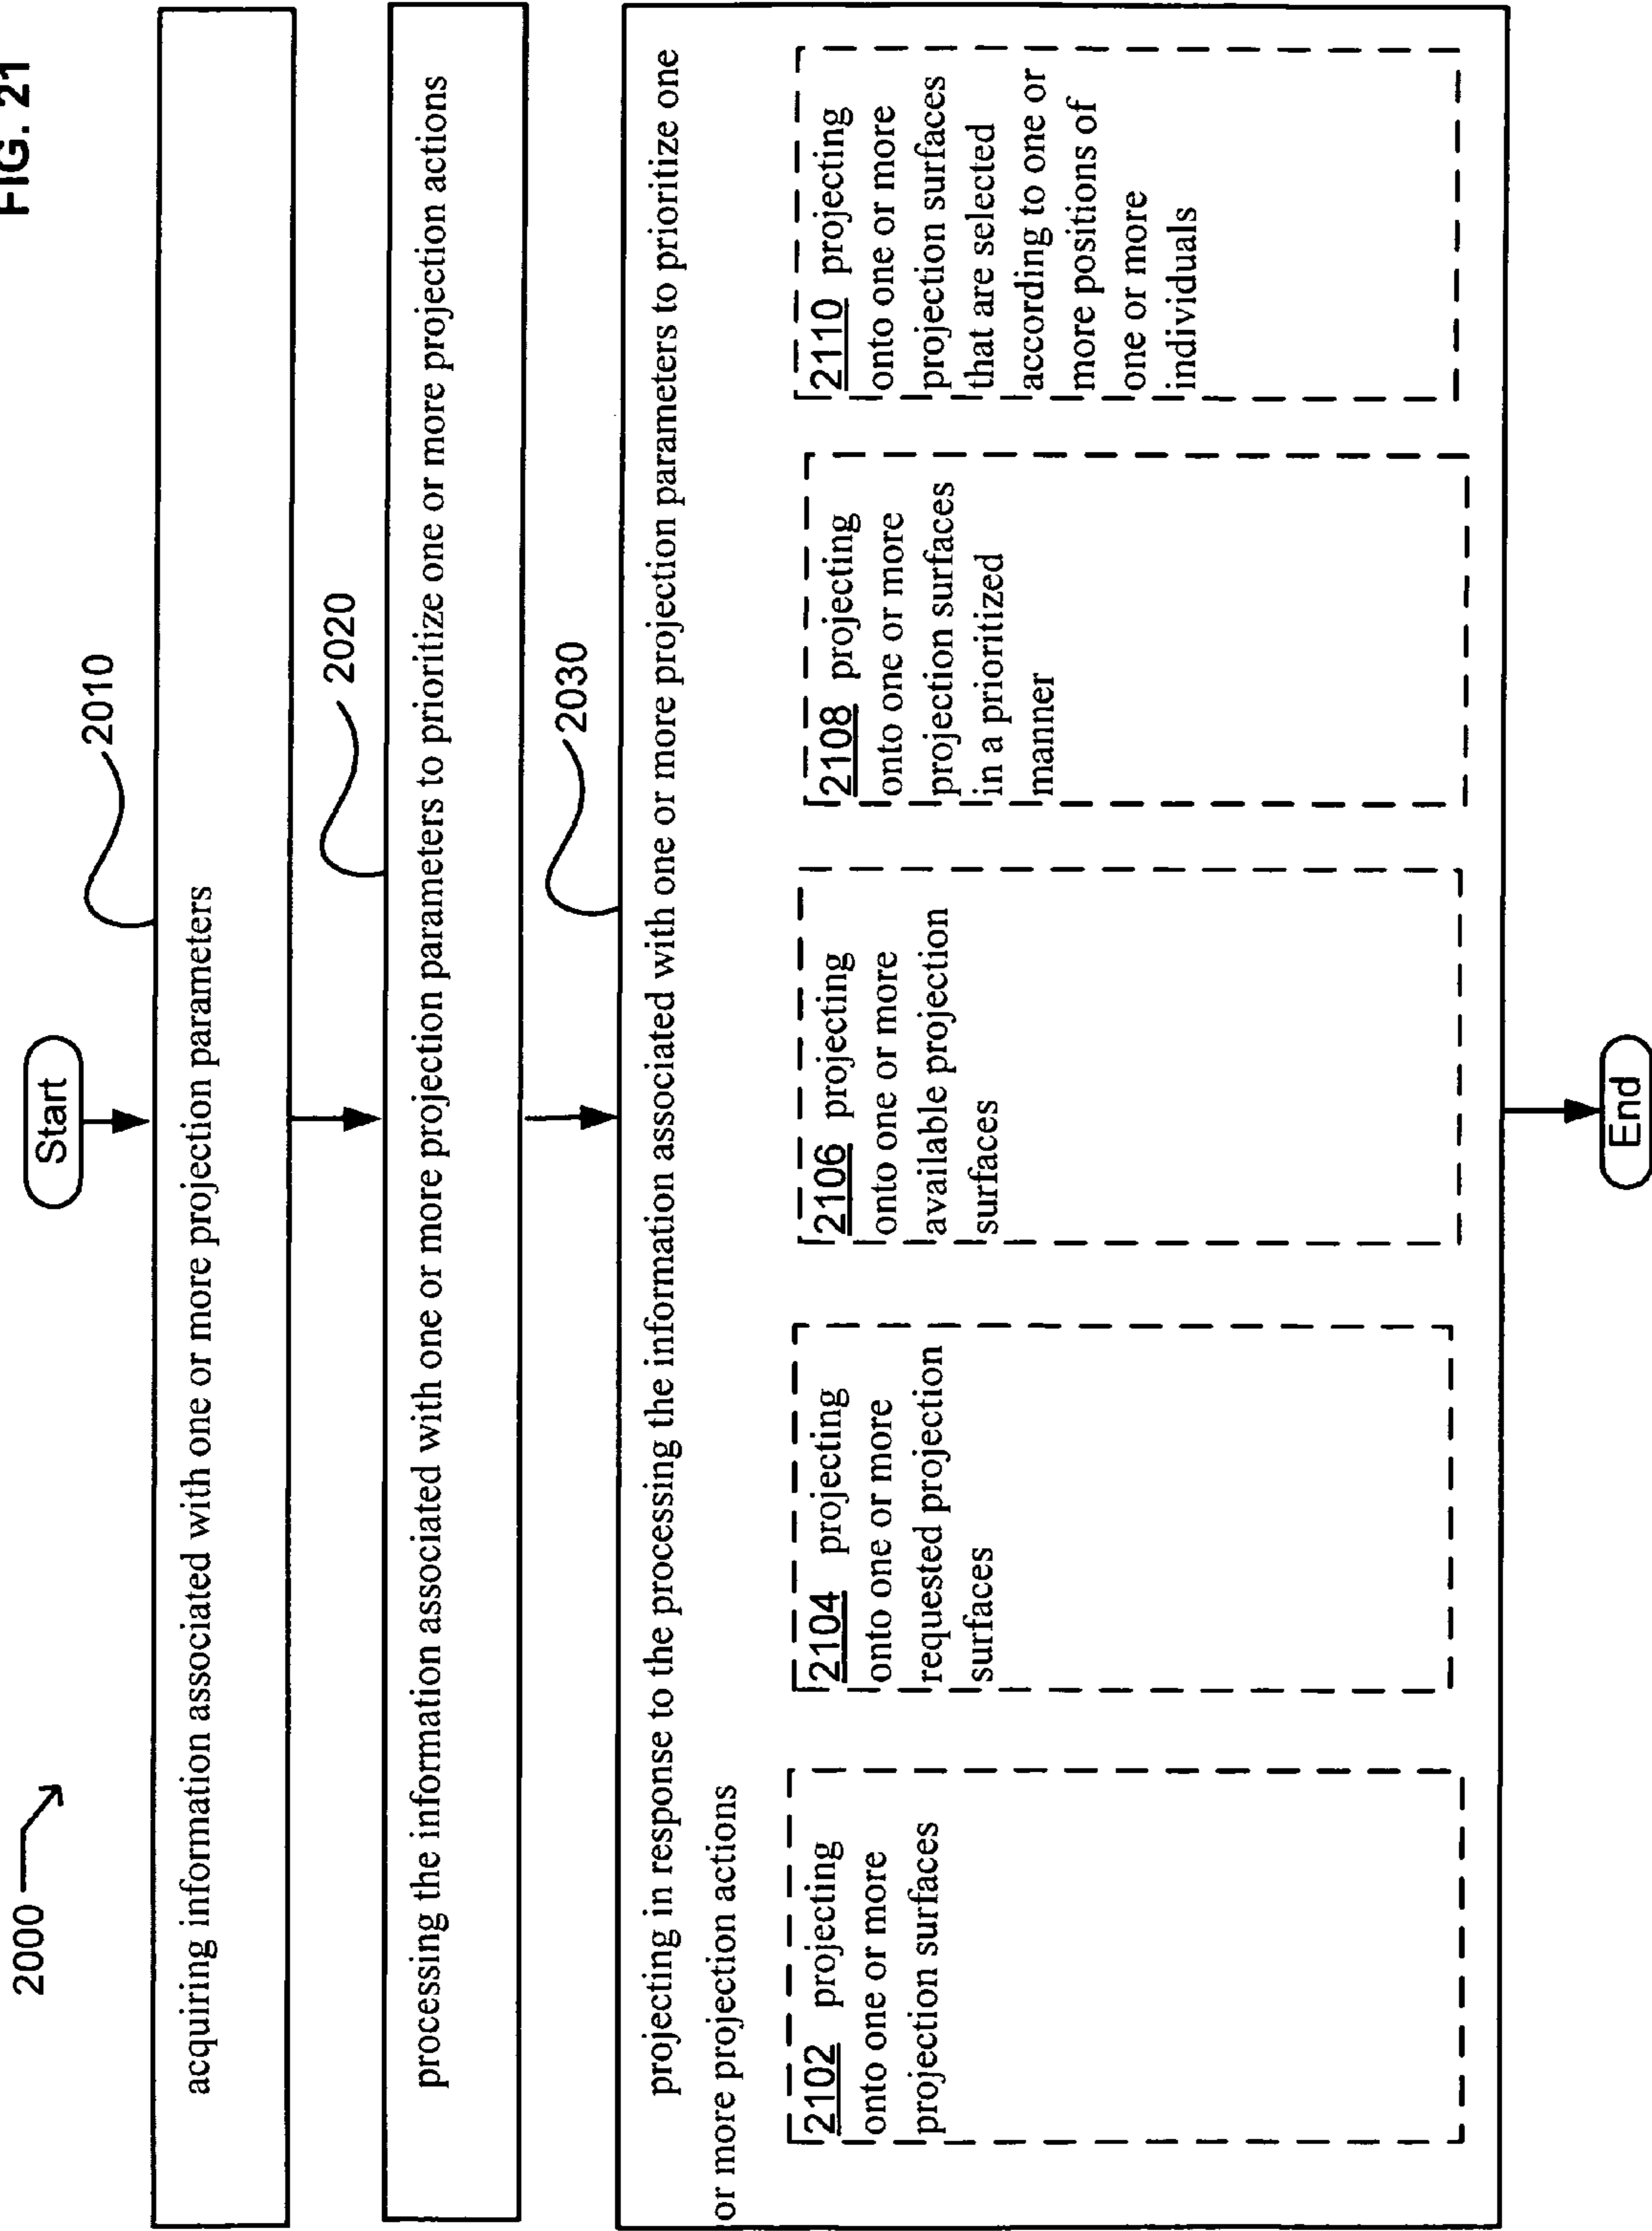 FIG. 21
2000
Start
2010
acquiring information associated with one or more projection parameters
2020
processing the information associated with one or more projection parameters to prioritize one or more projection actions
2030
projecting in response to the processing the information associated with one or more projection parameters to prioritize one
or more projection actions
2102 projecting
onto one or more
projection surfaces
2104 projecting
onto one or more
requested projection
surfaces
2106 projecting
onto one or more
available projection
surfaces
2108 projecting
onto one or more
projection surfaces
in a prioritized
manner
2110 projecting
onto one or more
projection surfaces
that are selected
according to one or
more positions of
one or more
individuals
End